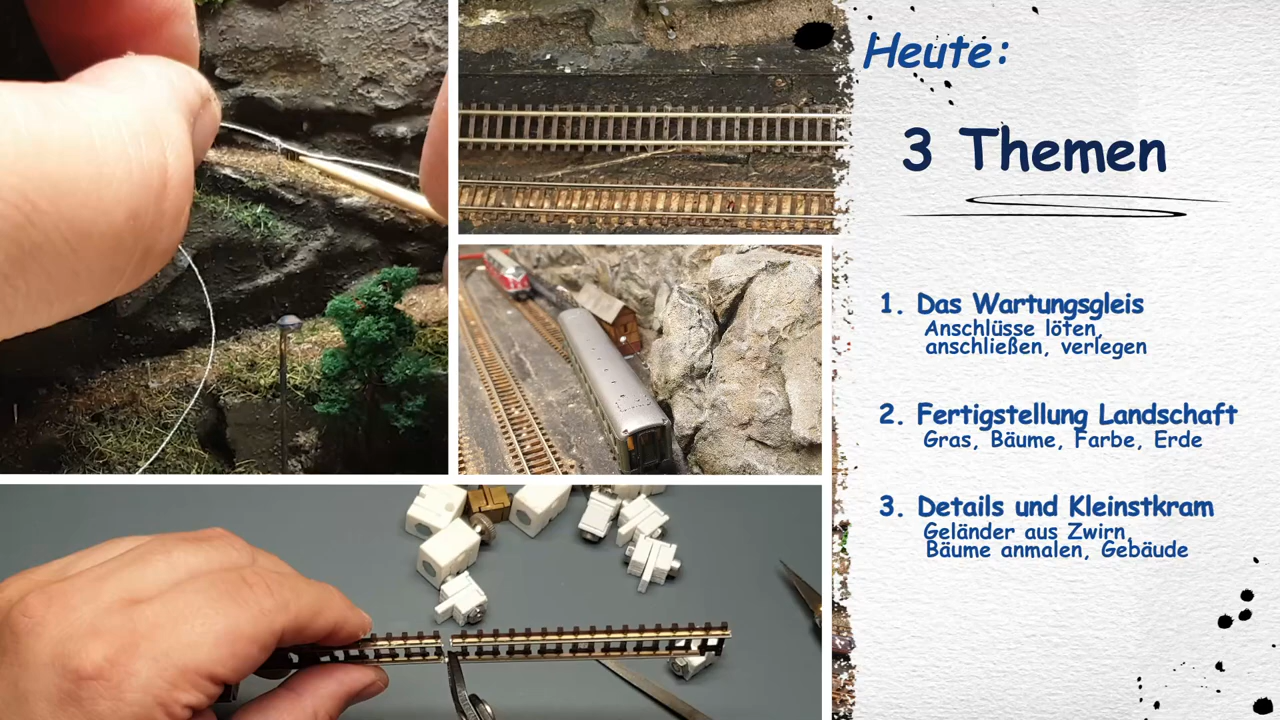 Heute:
3 Themen
1. Das Wartungsgleis
Anschlüsse löten,
anschließen, verlegen
2. Fertigstellung Landschaft
Gras, Bäume, Farbe, Erde
3. Details und Kleinstkram
Geländer aus Zwirn,
Bäume anmalen, Gebäude